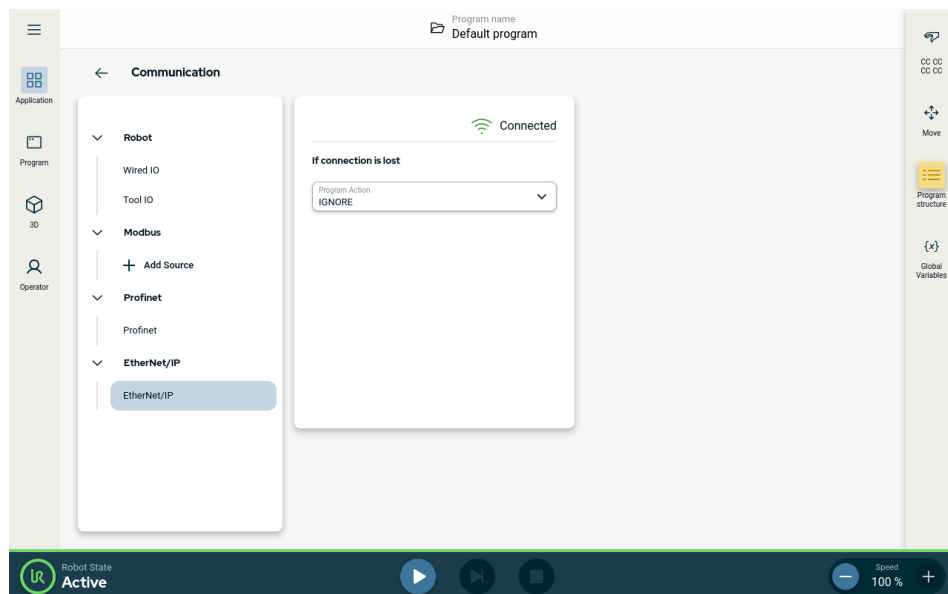 Program name
Default program
Application
Program
3D
Operator
Communication
Robot
Wired IO
Tool IO
Modbus
Add Source
Profinet
Profinet
EtherNet/IP
EtherNet/IP
Connected
If connection is lost
Program Action
IGNORE
CC CC
CC CC
Move
Program
structure
{x}
Global
Variables
UR
Robot State
Active
Speed
100 %